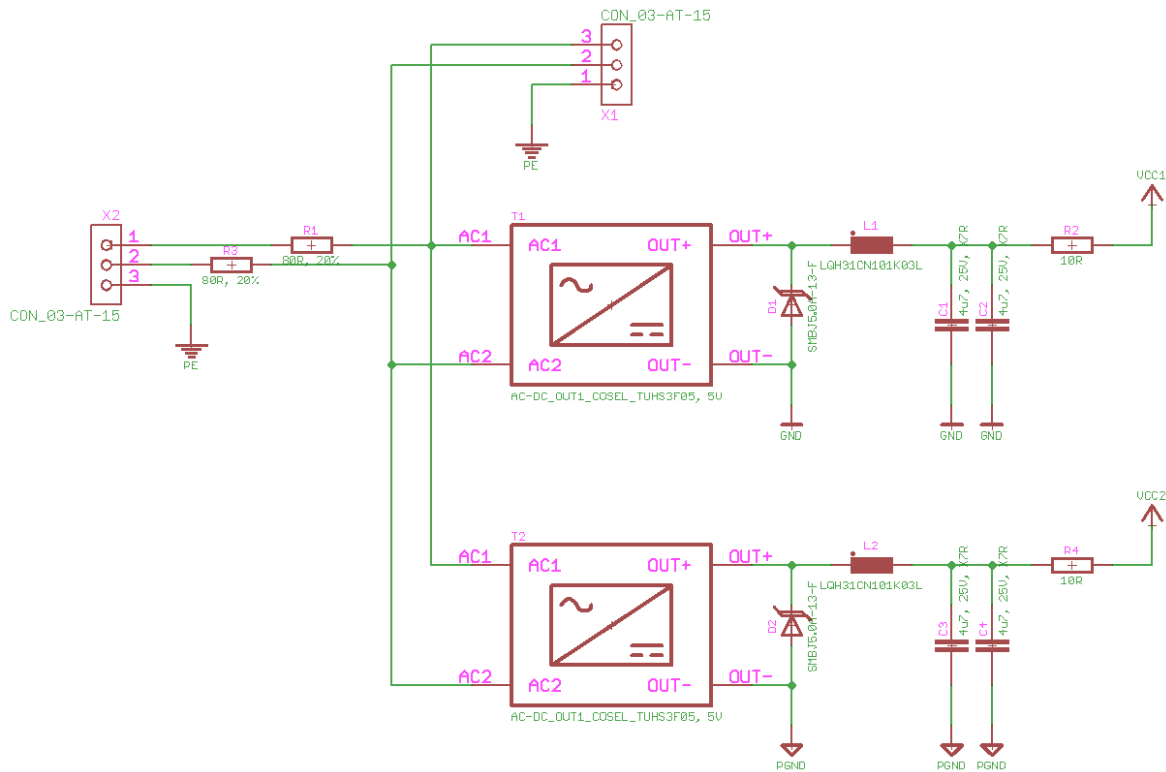 CON_03-AT-15
3
2
1
X1
PE
X2
1
2
3
CON_03-AT-15
R1
80R, 20%
R3
80R, 20%
PE
T1
AC1
AC1
OUT+
OUT+
AC2
AC2
OUT-
OUT-
AC-DC_OUT1_COSEL_TUHS3F05, 5V
D1
SMBJ5.0A-13-F
GND
L1
LQH31CN101K03L
C1
4u7, 25V, X7R
GND
C2
4u7, 25V, X7R
GND
R2
10R
VCC1
T2
AC1
AC1
OUT+
OUT+
AC2
AC2
OUT-
OUT-
AC-DC_OUT1_COSEL_TUHS3F05, 5V
D2
SMBJ5.0A-13-F
PGND
L2
LQH31CN101K03L
C3
4u7, 25V, X7R
PGND
C4
4u7, 25V, X7R
PGND
R4
10R
VCC2